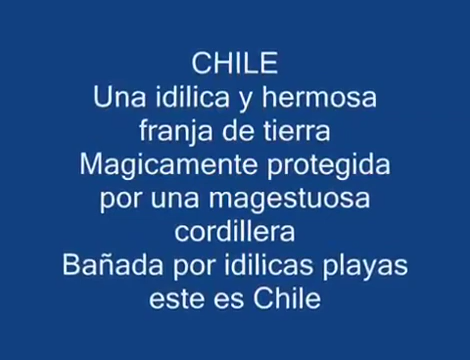 CHILE
Una idilica y hermosa
franja de tierra
Magicamente protegida
por una magestuosa
cordillera
Bañada por idilicas playas
este es Chile